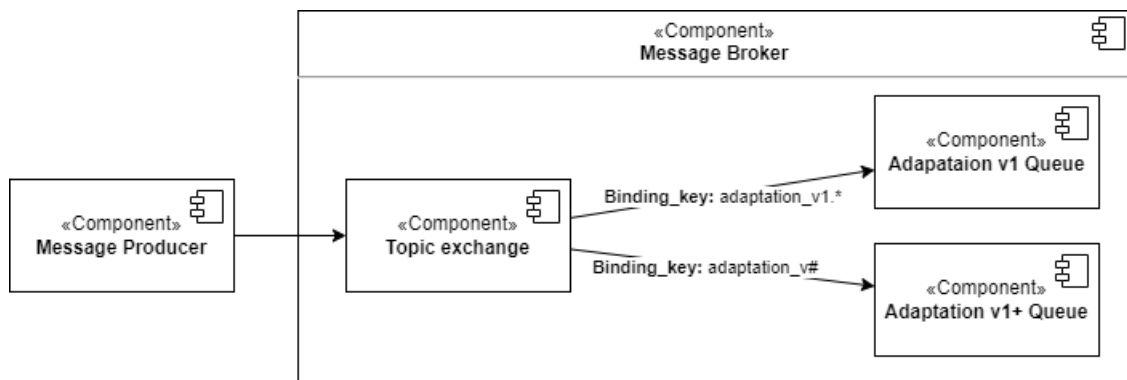 «Component»
Message Broker
«Component»
Adapataion v1 Queue
«Component»
Message Producer
«Component»
Topic exchange
Binding_key: adaptation_v1.*
Binding_key: adaptation_v#
«Component»
Adaptation v1+ Queue